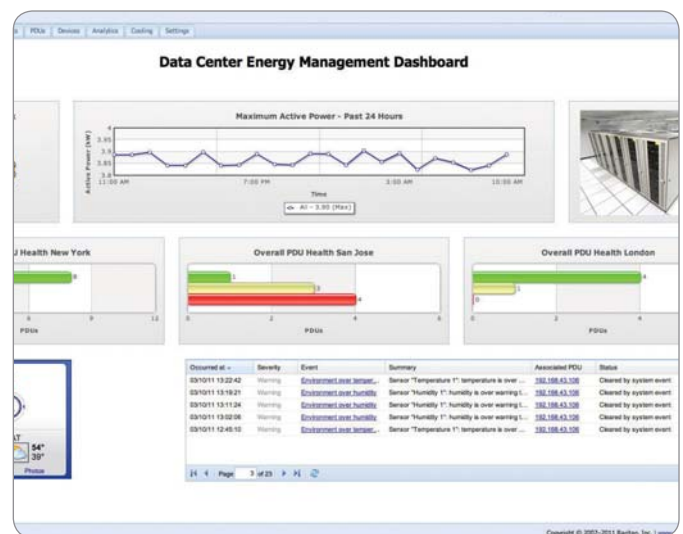 PDUs Devices Analytics Cooling Settings
Data Center Energy Management Dashboard
Maximum Active Power - Past 24 Hours
Active Power (kW)
4
3.95
3.9
3.85
3.8
11:00 AM 7:00 PM 3:00 AM 10:00 AM
Time
All - 3.90 (Max)
U Health New York
8
6 9 12
PDUs
Overall PDU Health San Jose
1
3
4
0 2 4 6
PDUs
Overall PDU Health London
4
1
0
0 2 4
PDUs
54°
39°
Photos
Occurred at Severity Event Summary Associated PDU Status
03/10/11 13:22:42 Warning Environment over temper... Sensor "Temperature 1": temperature is over ... 192.168.43.106 Cleared by system event
03/10/11 13:19:21 Warning Environment over humidity Sensor "Humidity 1": humidity is over warning t... 192.168.43.106 Cleared by system event
03/10/11 13:11:24 Warning Environment over humidity Sensor "Humidity 1": humidity is over warning t... 192.168.43.106 Cleared by system event
03/10/11 13:02:06 Warning Environment over humidity Sensor "Humidity 1": humidity is over warning t... 192.168.43.106 Cleared by system event
03/10/11 12:45:10 Warning Environment over temper... Sensor "Temperature 1": temperature is over ... 192.168.43.106 Cleared by system event
Page 3 of 23
Copyright © 2003-2011 Raritan, Inc. |